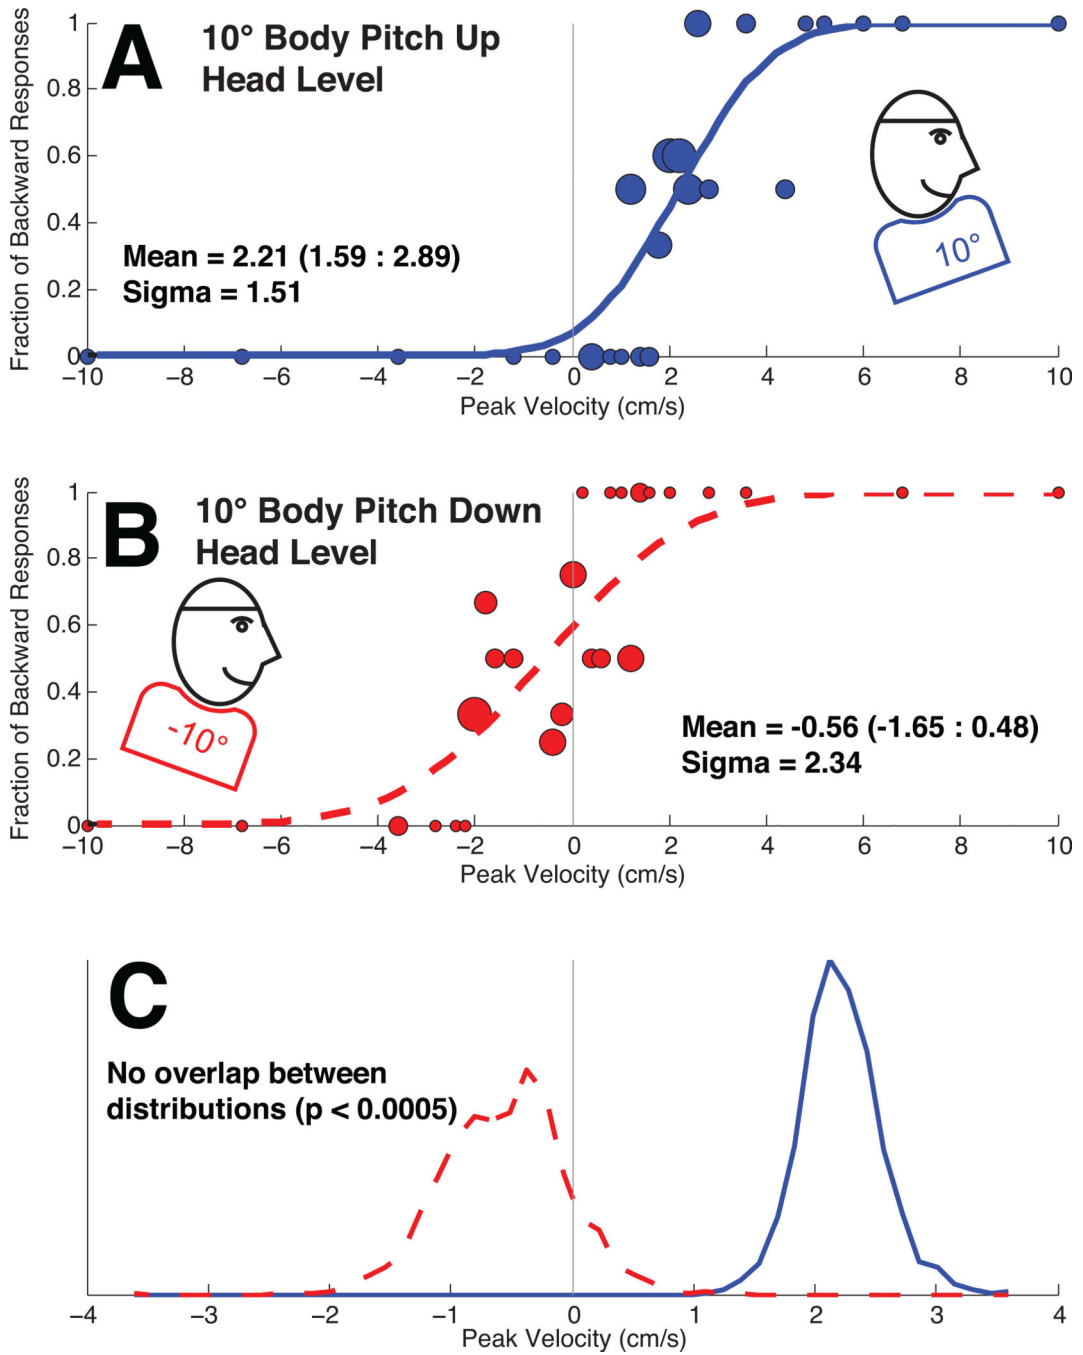 A
10° Body Pitch Up
Head Level
Fraction of Backward Responses
1
0.8
0.6
0.4
0.2
0
Mean = 2.21 (1.59 : 2.89)
Sigma = 1.51
10°
−10 −8 −6 −4 −2 0 2 4 6 8 10
Peak Velocity (cm/s)
B
10° Body Pitch Down
Head Level
Fraction of Backward Responses
1
0.8
0.6
0.4
0.2
0
-10°
Mean = -0.56 (-1.65 : 0.48)
Sigma = 2.34
−10 −8 −6 −4 −2 0 2 4 6 8 10
Peak Velocity (cm/s)
C
No overlap between
distributions (p < 0.0005)
−4 −3 −2 −1 0 1 2 3 4
Peak Velocity (cm/s)